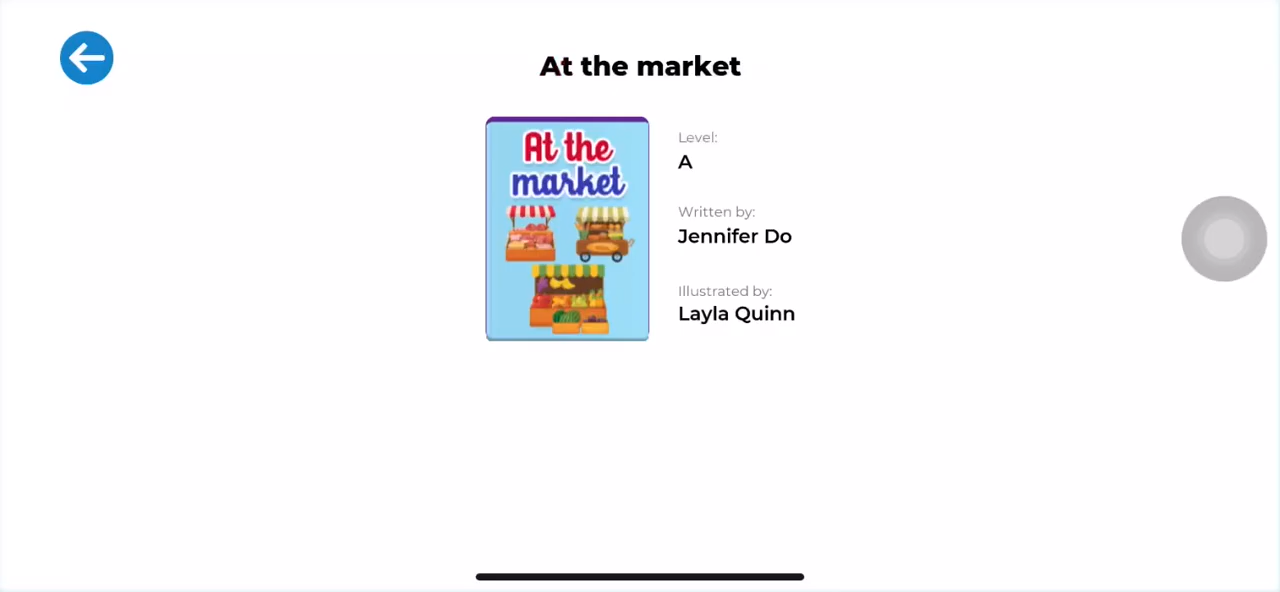 At the market
At the
market
Level:
A
Written by:
Jennifer Do
Illustrated by:
Layla Quinn